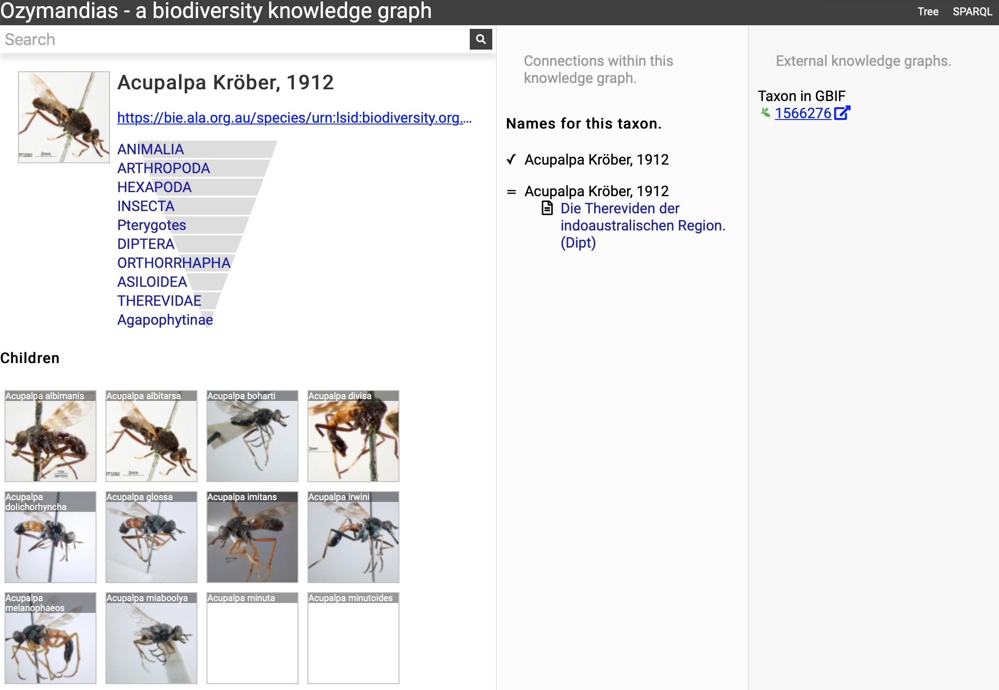 Ozymandias - a biodiversity knowledge graph
Tree SPARQL
Search
Acupalpa Kröber, 1912
https://bie.ala.org.au/species/urn:lsid:biodiversity.org....
2mm
ANIMALIA
ARTHROPODA
HEXAPODA
INSECTA
Pterygotes
DIPTERA
ORTHORRHAPHA
ASILOIDEA
THEREVIDAE
Agapophytinae
Children
Acupalpa albimanis
Acupalpa albitarsa
2mm
Acupalpa boharti
Acupalpa divisa
2mm
Acupalpa
dolichorhyncha
Acupalpa glossa
Acupalpa imitans
Acupalpa irwini
Acupalpa
melanophaeos
Acupalpa miaboolya
Acupalpa minuta
Acupalpa minutoides
Connections within this
knowledge graph.
Names for this taxon.
✓ Acupalpa Kröber, 1912
= Acupalpa Kröber, 1912
Die Thereviden der
indoaustralischen Region.
(Dipt)
External knowledge graphs.
Taxon in GBIF
1566276